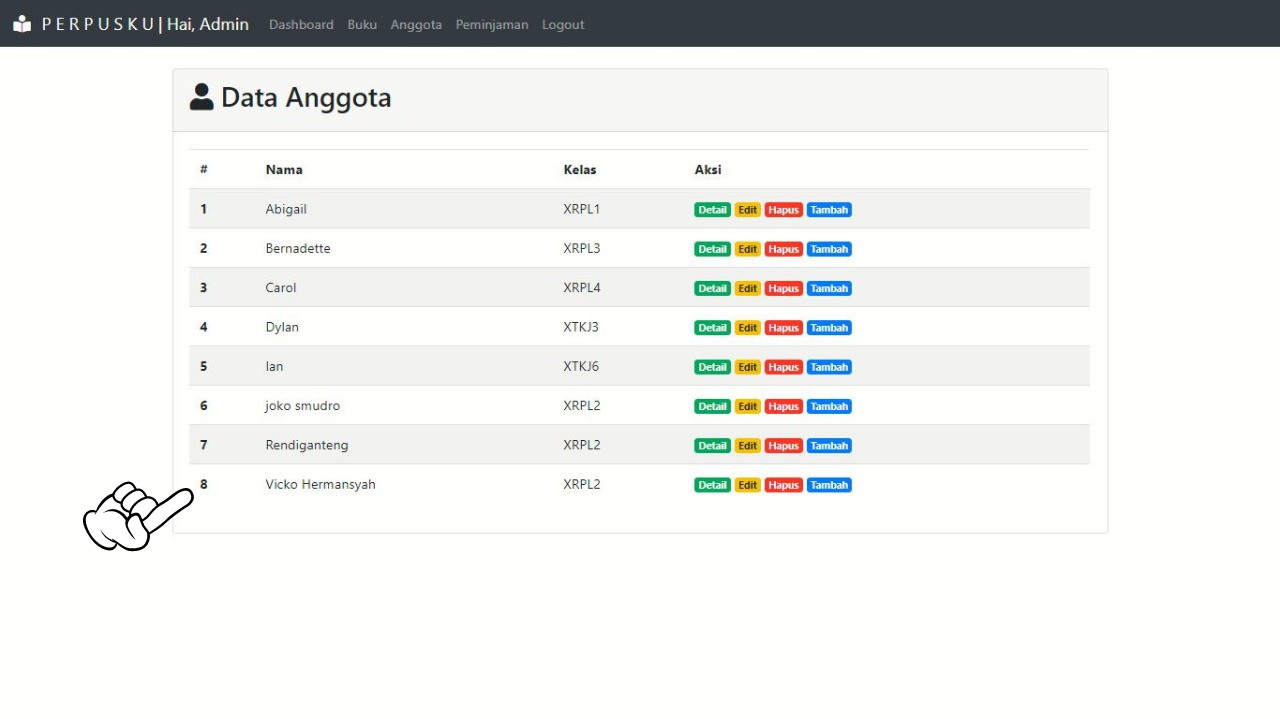 P E R P U S K U | Hai, Admin Dashboard Buku Anggota Peminjaman Logout
Data Anggota
# Nama Kelas Aksi
1 Abigail XRPL1 Detail Edit Hapus Tambah
2 Bernadette XRPL3 Detail Edit Hapus Tambah
3 Carol XRPL4 Detail Edit Hapus Tambah
4 Dylan XTKJ3 Detail Edit Hapus Tambah
5 Ian XTKJ6 Detail Edit Hapus Tambah
6 joko smudro XRPL2 Detail Edit Hapus Tambah
7 Rendiganteng XRPL2 Detail Edit Hapus Tambah
8 Vicko Hermansyah XRPL2 Detail Edit Hapus Tambah